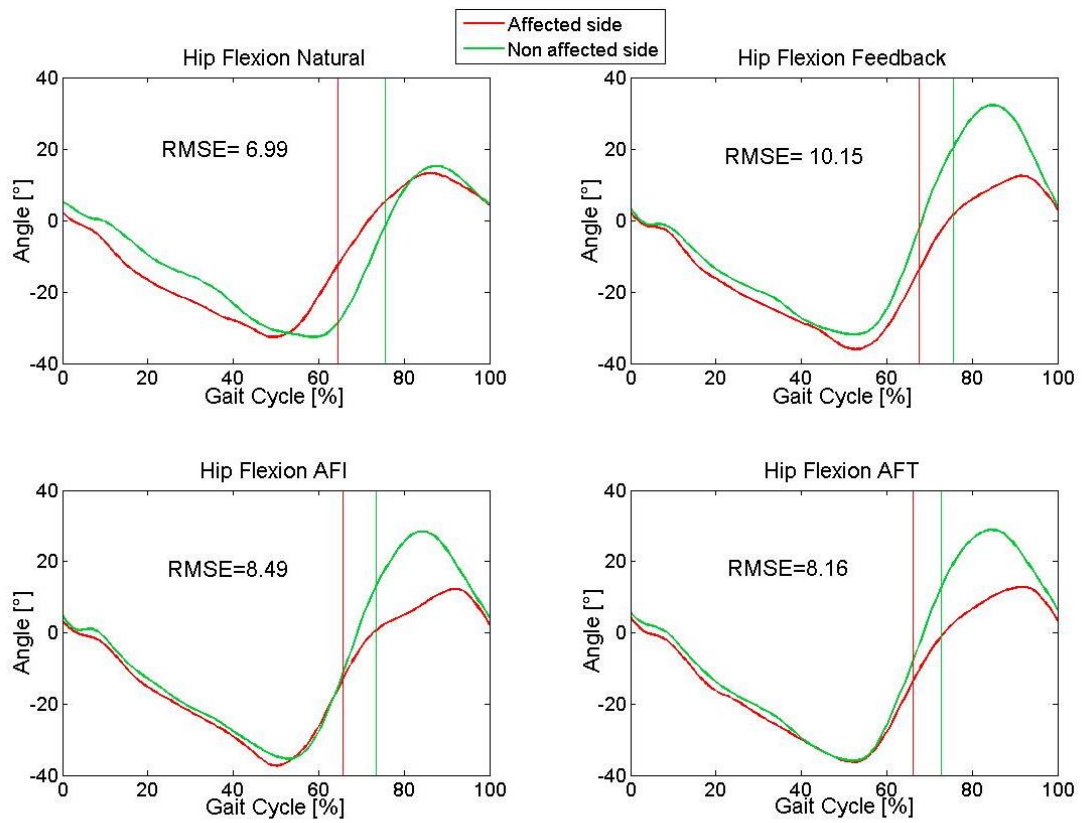 Affected side
Non affected side
Hip Flexion Natural
40
20
0
-20
-40
Angle [°]
RMSE= 6.99
0 20 40 60 80 100
Gait Cycle [%]
Hip Flexion Feedback
40
20
0
-20
-40
Angle [°]
RMSE= 10.15
0 20 40 60 80 100
Gait Cycle [%]
Hip Flexion AFI
40
20
0
-20
-40
Angle [°]
RMSE=8.49
0 20 40 60 80 100
Gait Cycle [%]
Hip Flexion AFT
40
20
0
-20
-40
Angle [°]
RMSE=8.16
0 20 40 60 80 100
Gait Cycle [%]